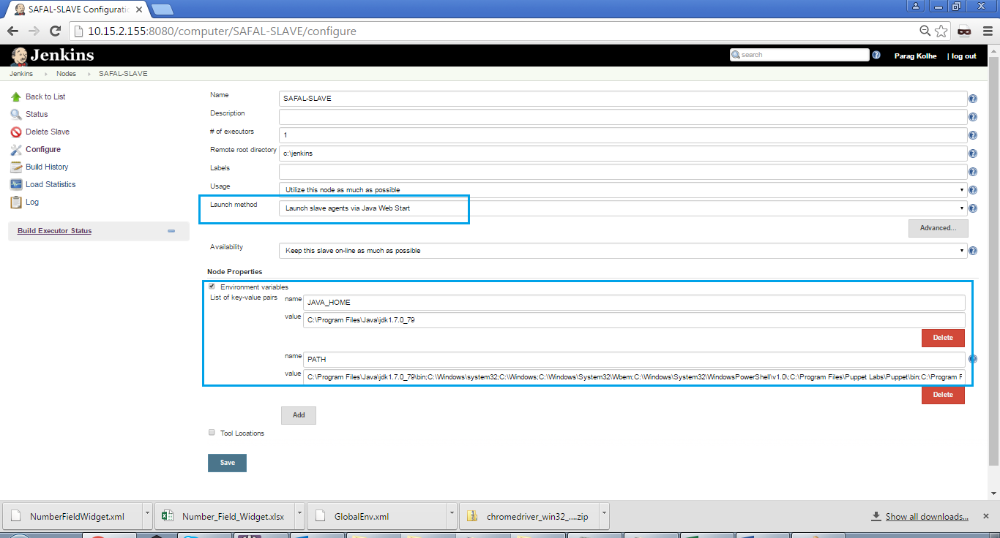 SAFAL-SLAVE Configuratio
10.15.2.155:8080/computer/SAFAL-SLAVE/configure
Jenkins
search
Parag Kolhe
| log out
Jenkins
Nodes
SAFAL-SLAVE
Back to List
Status
Delete Slave
Configure
Build History
Load Statistics
Log
Build Executor Status
Name
SAFAL-SLAVE
Description
# of executors
1
Remote root directory
c:\jenkins
Labels
Usage
Utilize this node as much as possible
Launch method
Launch slave agents via Java Web Start
Advanced...
Availability
Keep this slave on-line as much as possible
Node Properties
Environment variables
List of key-value pairs
name
JAVA_HOME
value
C:\Program Files\Java\jdk1.7.0_79
Delete
name
PATH
value
C:\Program Files\Java\jdk1.7.0_79\bin;C:\Windows\system32;C:\Windows;C:\Windows\System32\Wbem;C:\Windows\System32\WindowsPowerShell\v1.0\;C:\Program Files\Puppet Labs\Puppet\bin;C:\Program F
Delete
Add
Tool Locations
Save
NumberFieldWidget.xml
Number_Field_Widget.xlsx
GlobalEnv.xml
chromedriver_win32_....zip
Show all downloads...